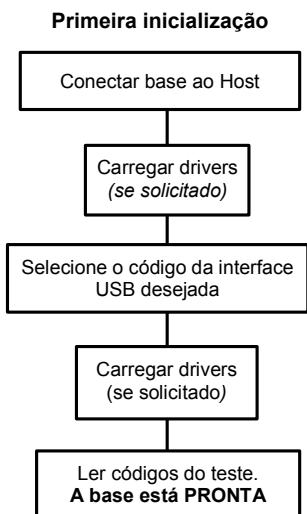 Primeira inicialização
Conectar base ao Host
Carregar drivers
(se solicitado)
Selecione o código da interface
USB desejada
Carregar drivers
(se solicitado)
Ler códigos do teste.
A base está PRONTA